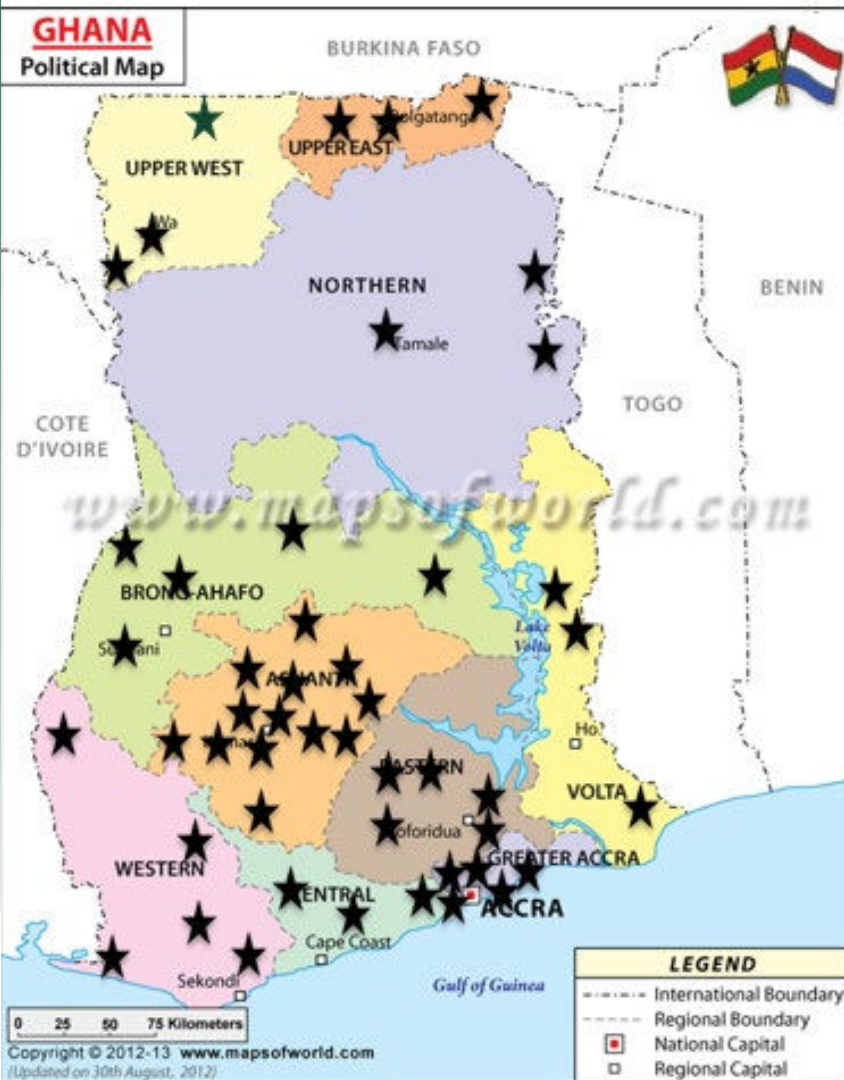 GHANA
Political Map
BURKINA FASO
UPPER WEST
UPPER EAST
Wa
NORTHERN
BENIN
Tamale
TOGO
COTE
D'IVOIRE
www.mapsofworld.com
BRONG-AHAFO
Lake
Volta
Ho
EASTERN
VOLTA
WESTERN
GREATER ACCRA
ACCRA
Cape Coast
Sekondi
Gulf of Guinea
LEGEND
International Boundary
Regional Boundary
National Capital
Regional Capital
0 25 50 75 Kilometers
Copyright © 2012-13 www.mapsofworld.com
(Updated on 30th August, 2012)